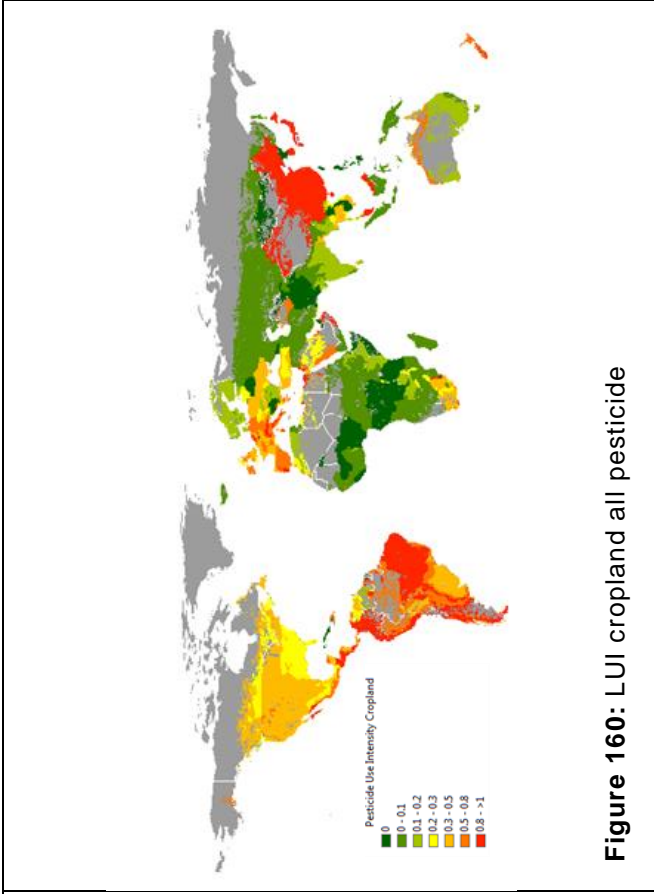 Pesticide Use Intensity Cropland
0
0 - 0.1
0.1 - 0.2
0.2 - 0.3
0.3 - 0.5
0.5 - 0.8
0.8 - >1
Figure 160: LUI cropland all pesticide